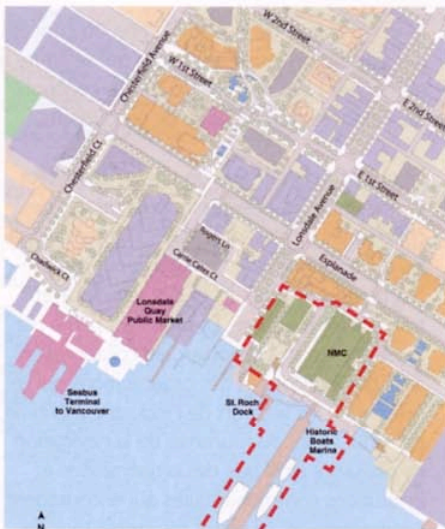 W 2nd Street
Chesterfield Avenue
W 1st Street
E 2nd Street
Chesterfield Ct.
E 1st Street
Lonsdale Avenue
Rogers Ln
Esplanade
Carrie Cates Ct.
Chadwick Ct.
Lonsdale
Quay
Public Market
NMC
Seabus
Terminal
to Vancouver
St. Roch
Dock
Historic
Boats
Marina
N